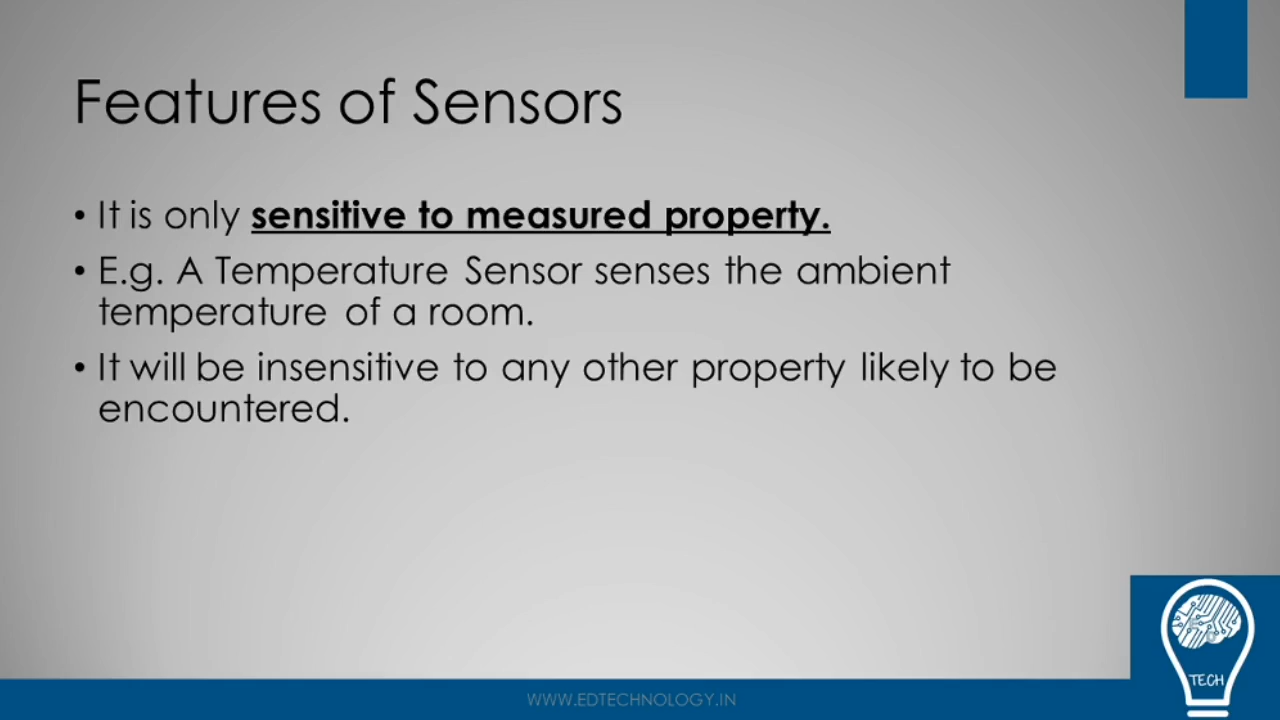 Features of Sensors
• It is only sensitive to measured property.
• E.g. A Temperature Sensor senses the ambient
temperature of a room.
• It will be insensitive to any other property likely to be
encountered.
TECH
WWW.EDTECHNOLOGY.IN